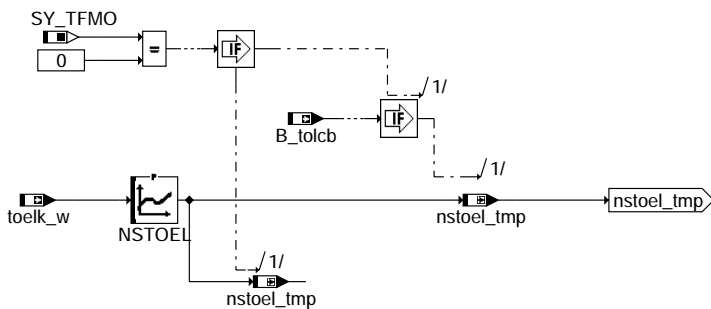 SY_TFMO
=
IF
0
1/
IF
B_tolcb
1/
P
toelk_w
NSTOEL
nstoel_tmp
nstoel_tmp
1/
nstoel_tmp